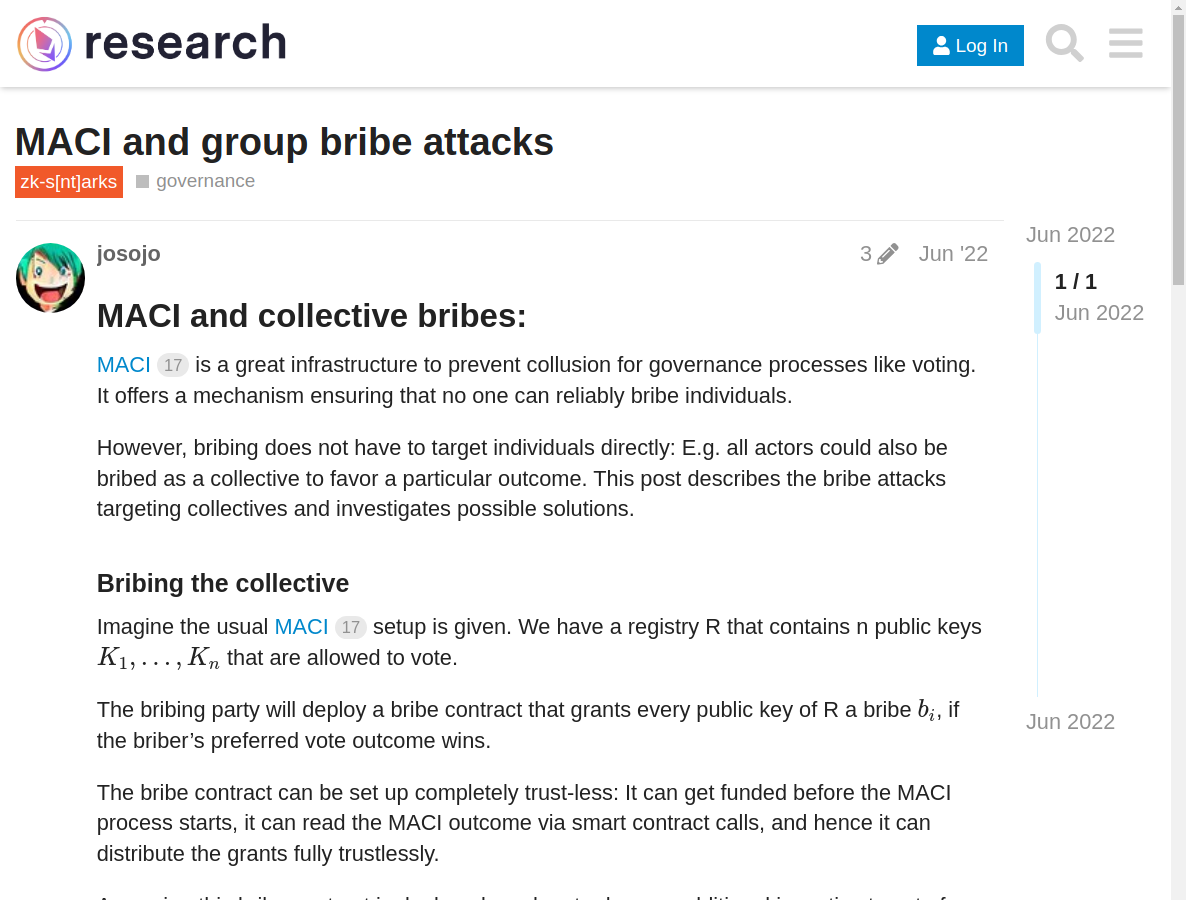 research
Log In
MACI and group bribe attacks
zk-s[nt]arks
governance
Jun 2022
josojo
3
Jun '22
1 / 1
Jun 2022
MACI and collective bribes:
MACI 17 is a great infrastructure to prevent collusion for governance processes like voting.
It offers a mechanism ensuring that no one can reliably bribe individuals.
However, bribing does not have to target individuals directly: E.g. all actors could also be
bribed as a collective to favor a particular outcome. This post describes the bribe attacks
targeting collectives and investigates possible solutions.
Bribing the collective
Imagine the usual MACI 17 setup is given. We have a registry R that contains n public keys
K₁, . . . , Kₙ that are allowed to vote.
The bribing party will deploy a bribe contract that grants every public key of R a bribe bᵢ, if
the briber’s preferred vote outcome wins.
Jun 2022
The bribe contract can be set up completely trust-less: It can get funded before the MACI
process starts, it can read the MACI outcome via smart contract calls, and hence it can
distribute the grants fully trustlessly.